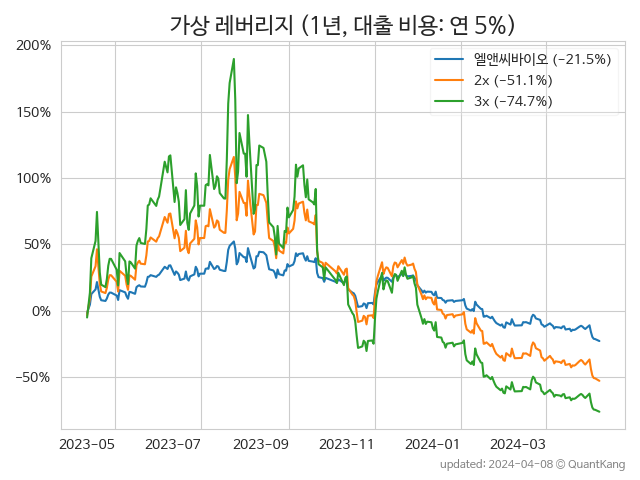 가상 레버리지 (1년, 대출 비용: 연 5%)
엘앤씨바이오 (−21.5%)
2x (−51.1%)
3x (−74.7%)
200%
150%
100%
50%
0%
−50%
2023-05 2023-07 2023-09 2023-11 2024-01 2024-03
updated: 2024-04-08 © QuantKang